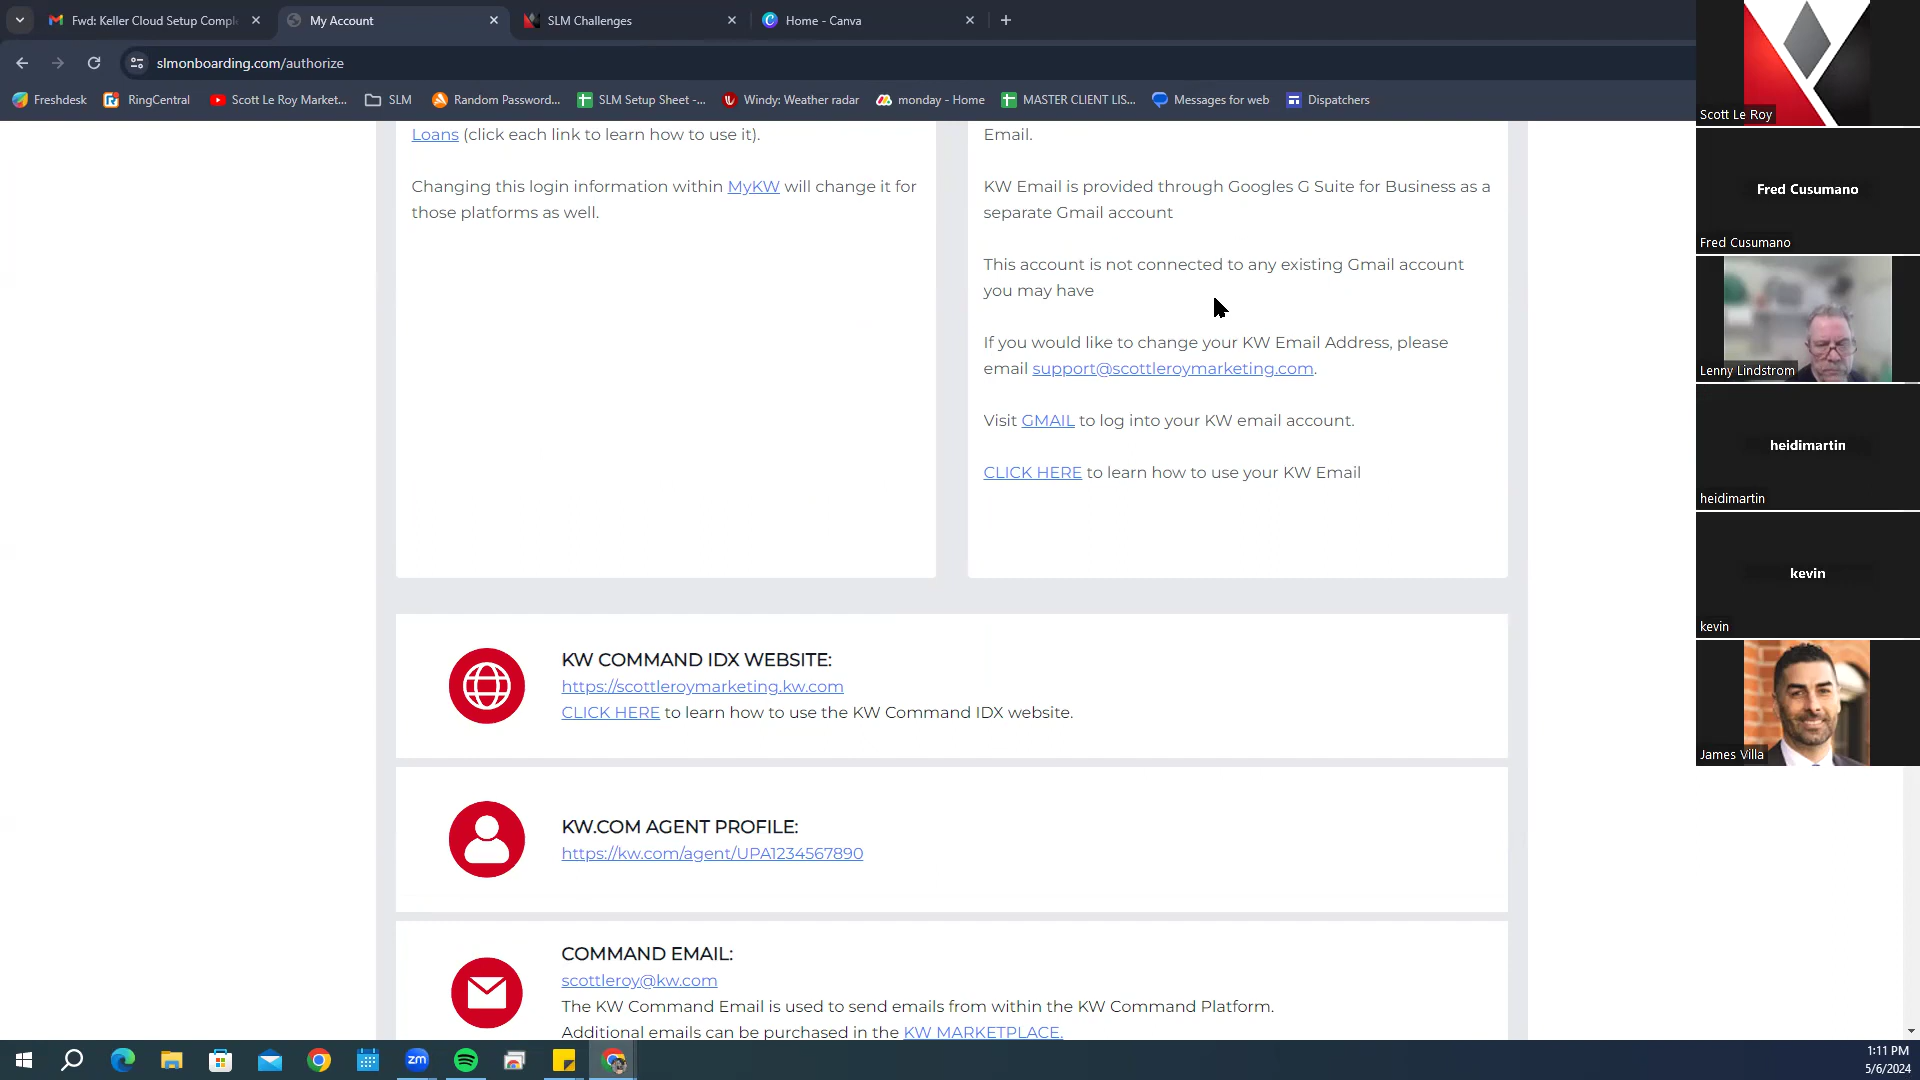 Fwd: Keller Cloud Setup Compl
My Account
SLM Challenges
Home - Canva
slmonboarding.com/authorize
Freshdesk
RingCentral
Scott Le Roy Market...
SLM
Random Password...
SLM Setup Sheet -...
Windy: Weather radar
monday - Home
MASTER CLIENT LIS...
Messages for web
Dispatchers
Loans (click each link to learn how to use it).
Changing this login information within MyKW will change it for
those platforms as well.
Email.
KW Email is provided through Googles G Suite for Business as a
separate Gmail account
This account is not connected to any existing Gmail account
you may have
If you would like to change your KW Email Address, please
email support@scottleroymarketing.com.
Visit GMAIL to log into your KW email account.
CLICK HERE to learn how to use your KW Email
KW COMMAND IDX WEBSITE:
https://scottleroymarketing.kw.com
CLICK HERE to learn how to use the KW Command IDX website.
KW.COM AGENT PROFILE:
https://kw.com/agent/UPA1234567890
COMMAND EMAIL:
scottleroy@kw.com
The KW Command Email is used to send emails from within the KW Command Platform.
Additional emails can be purchased in the KW MARKETPLACE.
Scott Le Roy
Fred Cusumano
Fred Cusumano
Lenny Lindstrom
heidimartin
heidimartin
kevin
kevin
James Villa
zm
1:11 PM
5/6/2024